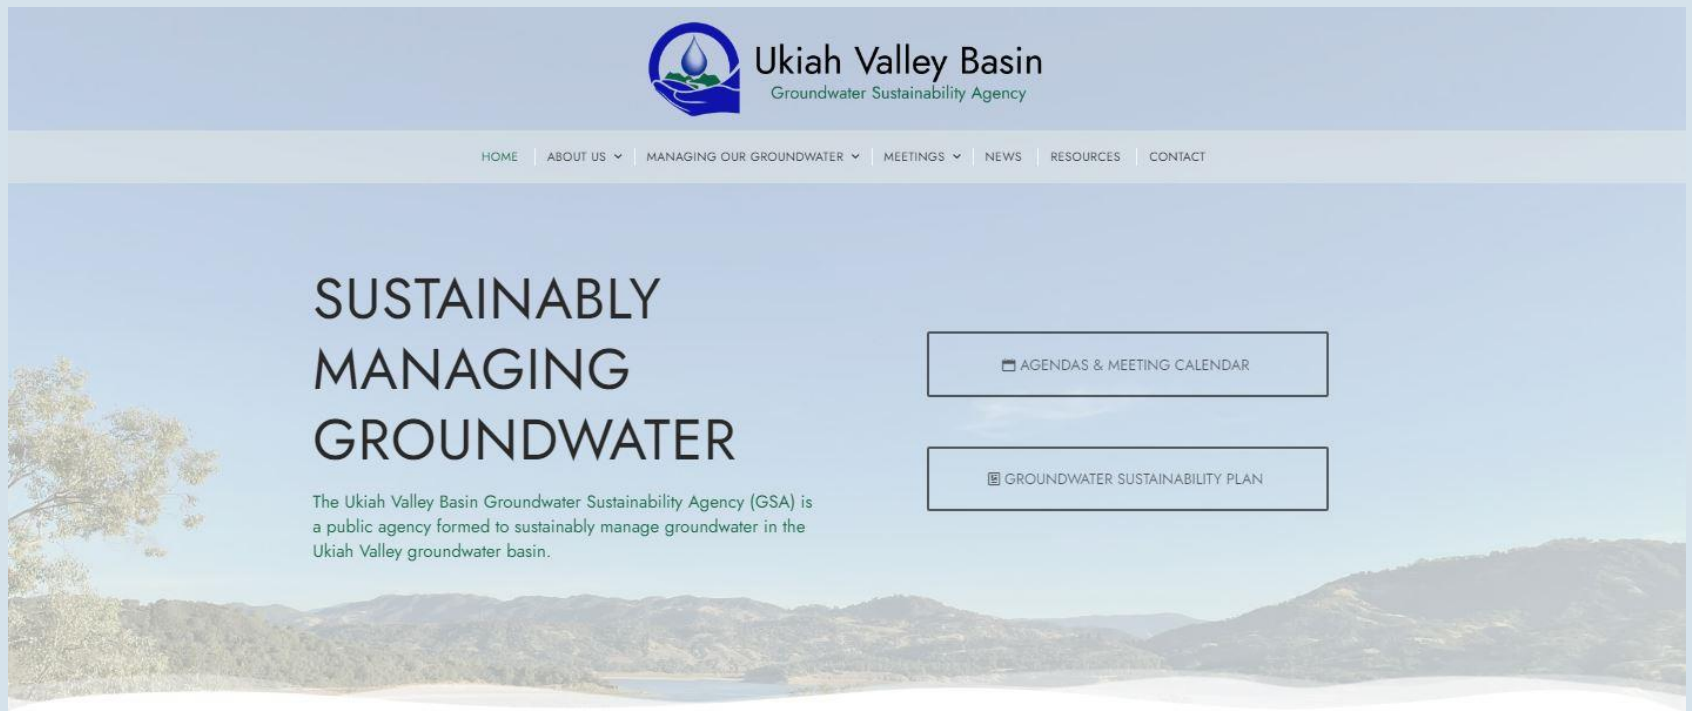 Ukiah Valley Basin
Groundwater Sustainability Agency
HOME ABOUT US MANAGING OUR GROUNDWATER MEETINGS NEWS RESOURCES CONTACT
SUSTAINABLY
MANAGING
GROUNDWATER
The Ukiah Valley Basin Groundwater Sustainability Agency (GSA) is
a public agency formed to sustainably manage groundwater in the
Ukiah Valley groundwater basin.
AGENDAS & MEETING CALENDAR
GROUNDWATER SUSTAINABILITY PLAN